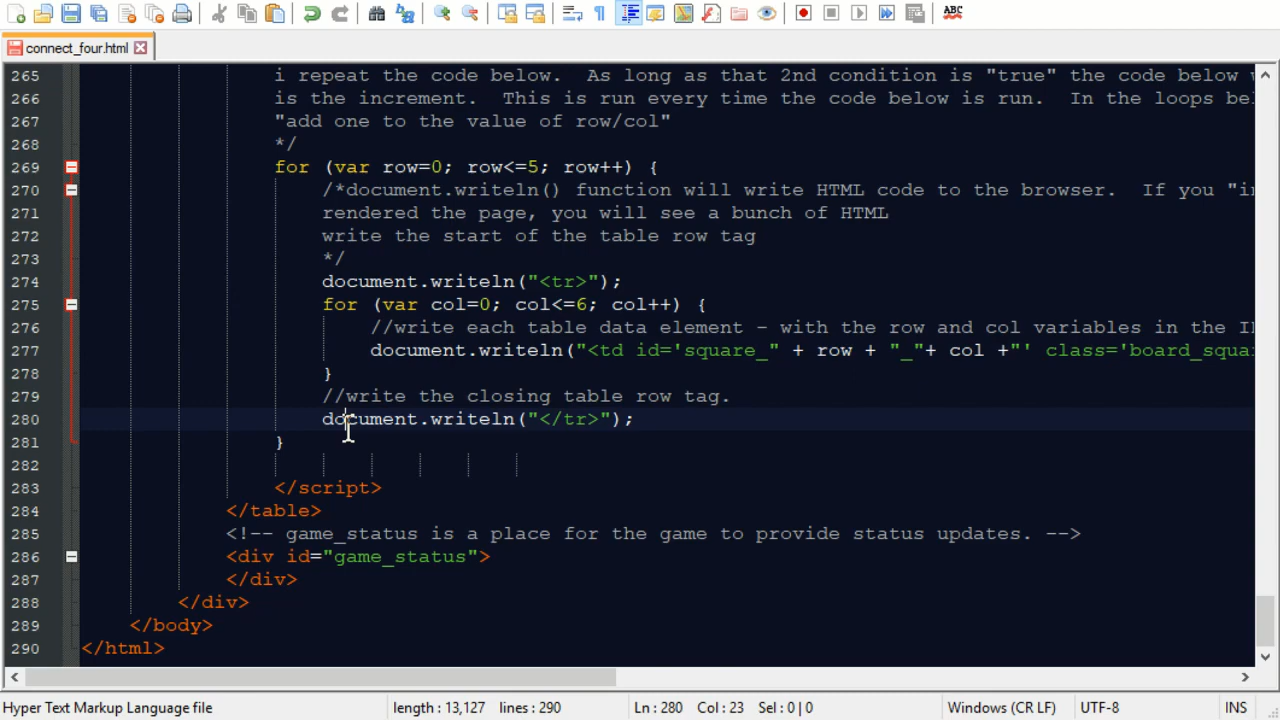 ABC
connect_four.html
265 i repeat the code below.  As long as that 2nd condition is "true" the code below
266 is the increment.  This is run every time the code below is run.  In the loops
267 "add one to the value of row/col"
268 */
269 for (var row=0; row<=5; row++) {
270 /*document.writeln() function will write HTML code to the browser.  If you
271 rendered the page, you will see a bunch of HTML
272 write the start of the table row tag
273 */
274 document.writeln("<tr>");
275 for (var col=0; col<=6; col++) {
276 //write each table data element - with the row and col variables in the
277 document.writeln("<td id='square_" + row + "_"+ col +"' class='board_squa
278 }
279 //write the closing table row tag.
280 document.writeln("</tr>");
281 }
282
283 </script>
284 </table>
285 <!-- game_status is a place for the game to provide status updates. -->
286 <div id="game_status">
287 </div>
288 </div>
289 </body>
290 </html>
Hyper Text Markup Language file length : 13,127 lines : 290 Ln : 280 Col : 23 Sel : 0 | 0 Windows (CR LF) UTF-8 INS